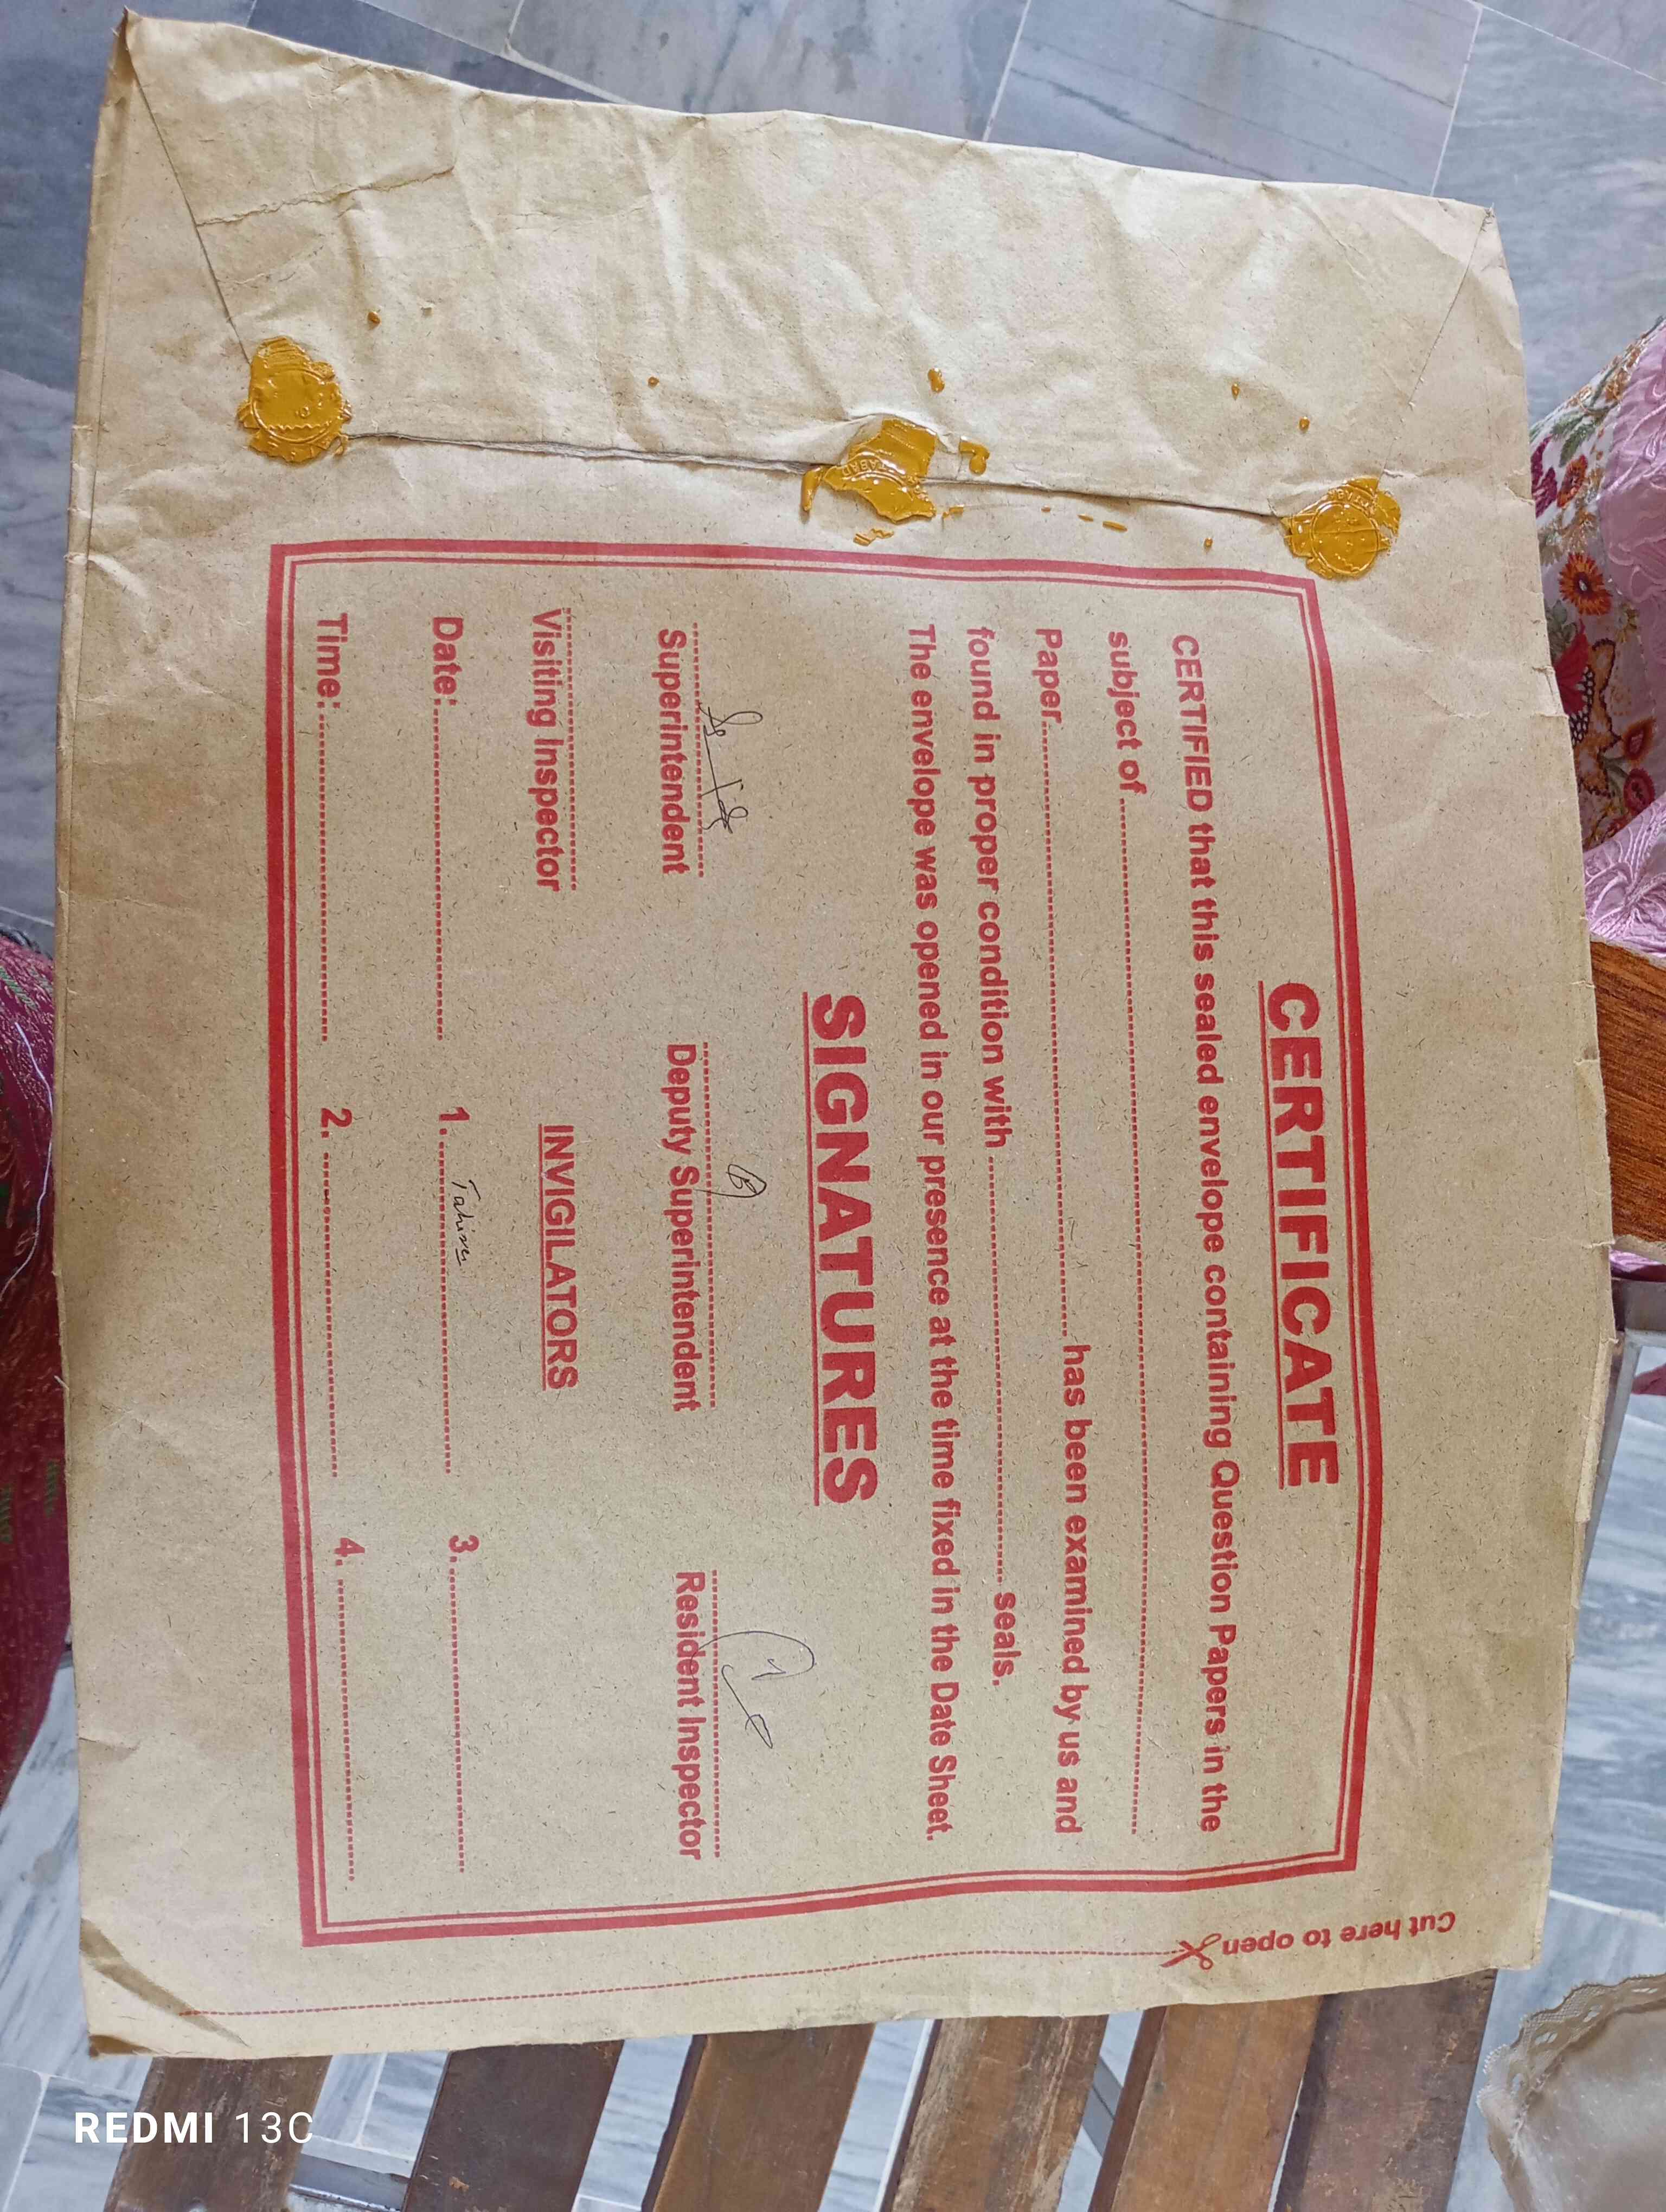 CERTIFICATE
CERTIFIED that this sealed envelope containing Question Papers in the
subject of
Paper has been examined by us and
found in proper condition with seals.
The envelope was opened in our presence at the time fixed in the Date Sheet.
SIGNATURES
Superintendent Deputy Superintendent Resident Inspector
Visiting Inspector INVIGILATORS
Date: 1. 3.
Time: 2. 4.
Cut here to open
REDMI 13C